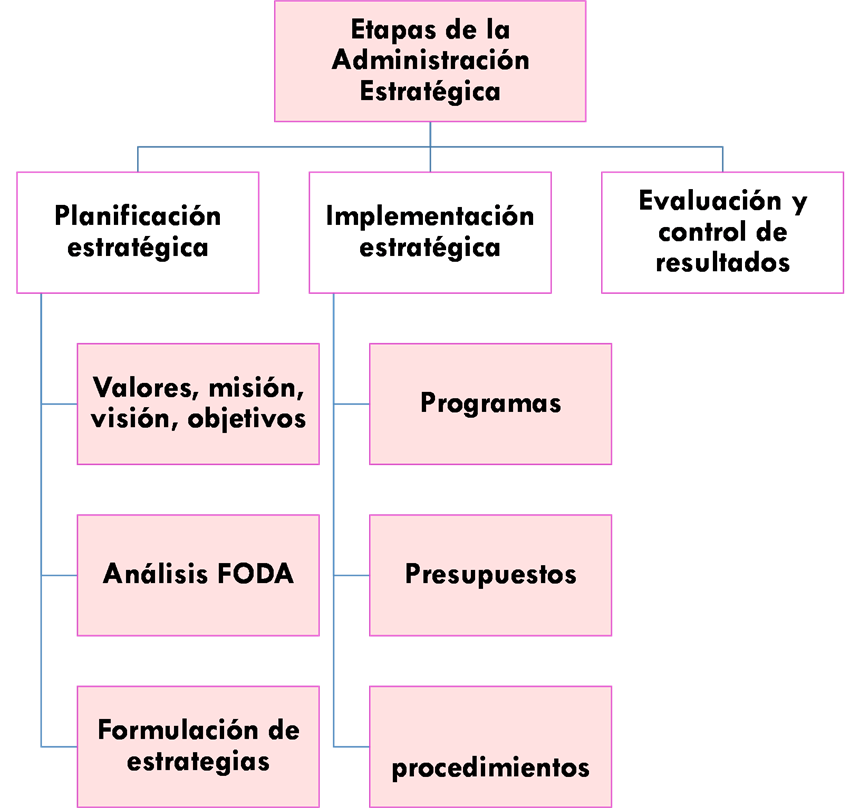 Etapas de la
Administración
Estratégica
Planificación
estratégica
Implementación
estratégica
Evaluación y
control de
resultados
Valores, misión,
visión, objetivos
Programas
Análisis FODA
Presupuestos
Formulación de
estrategias
procedimientos